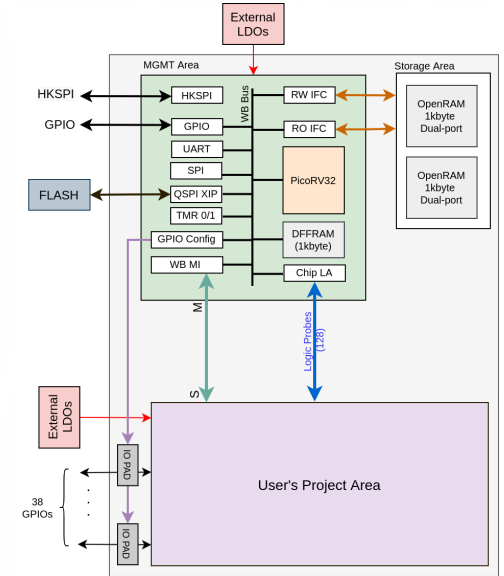 External
LDOs
MGMT Area
Storage Area
HKSPI
HKSPI
WB Bus
RW IFC
OpenRAM
1kbyte
Dual-port
GPIO
GPIO
RO IFC
UART
SPI
PicoRV32
OpenRAM
1kbyte
Dual-port
FLASH
QSPI XIP
TMR 0/1
GPIO Config
DFFRAM
(1kbyte)
WB MI
Chip LA
M
Logic Probes
(128)
S
External
LDOs
IO PAD
User's Project Area
38
GPIOs
IO PAD